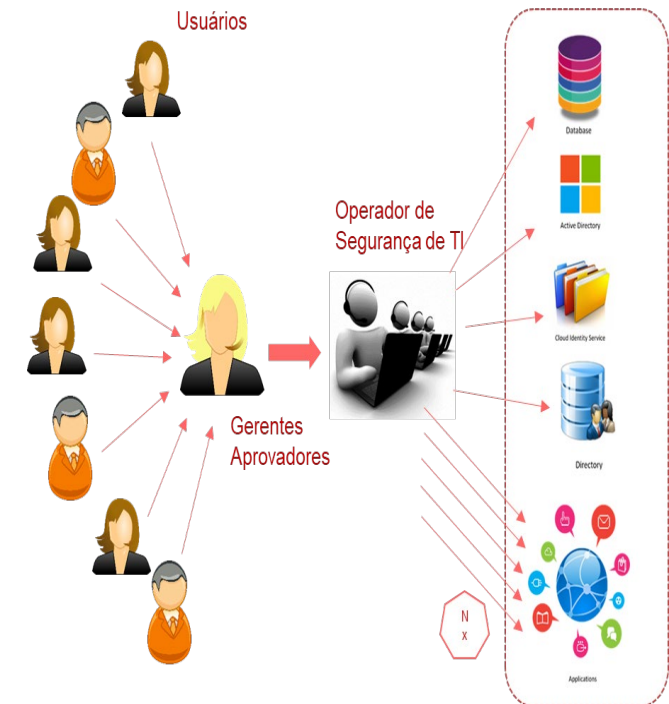 Usuários
Operador de
Segurança de TI
Gerentes
Aprovadores
Database
Active Directory
Cloud Identity Service
Directory
N
x
Applications